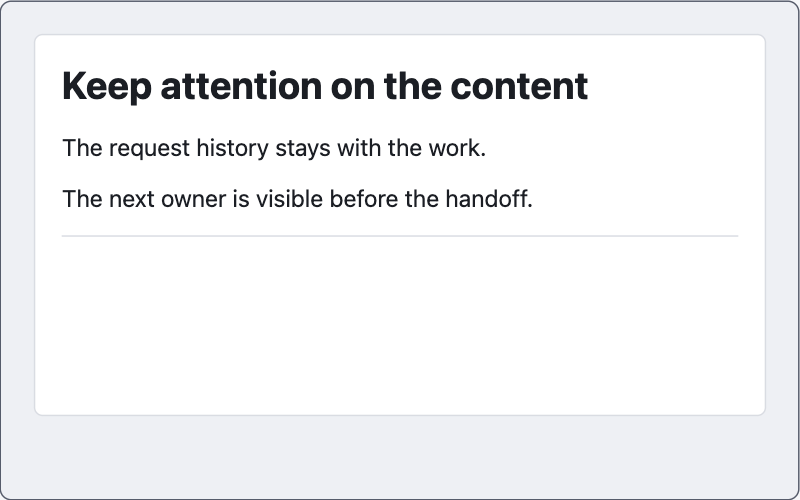 Keep attention on the content
The request history stays with the work.
The next owner is visible before the handoff.